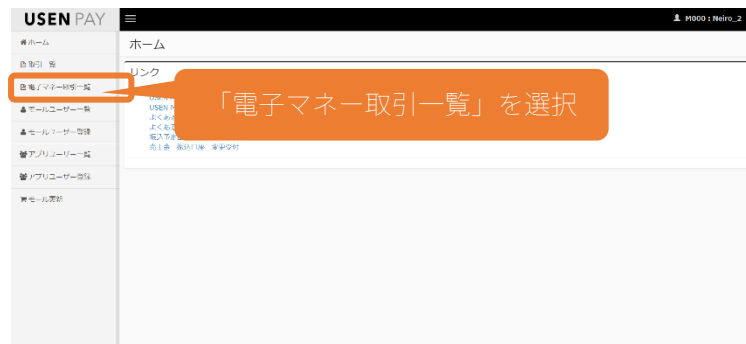 USEN PAY
M000 : Neiro_2
ホーム
ホーム
取引一覧
リンク
電子マネー取引一覧
「電子マネー取引一覧」を選択
モールユーザー一覧
USEN
よくある
モールユーザー登録
よくある
アプリユーザー一覧
アプリユーザー登録
モール更新